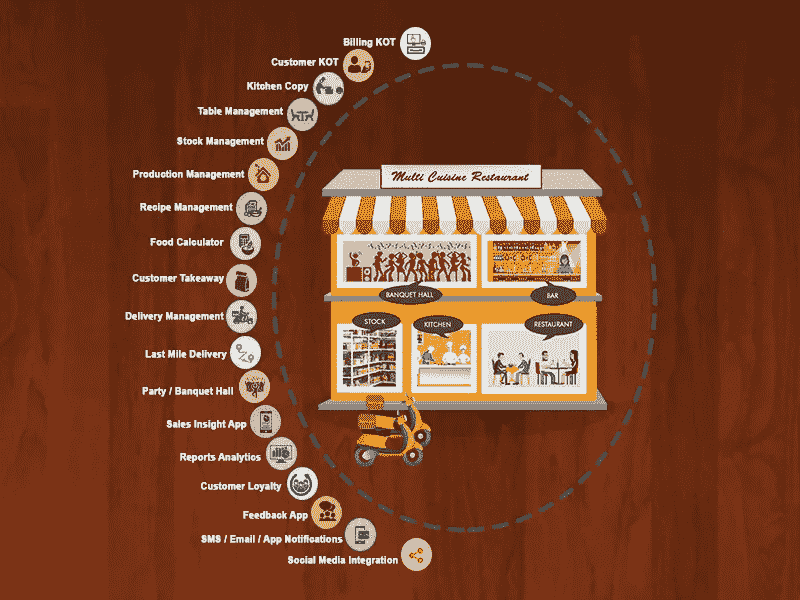 Billing KOT
Customer KOT
Kitchen Copy
Table Management
Stock Management
Production Management
Recipe Management
Food Calculator
Customer Takeaway
Delivery Management
Last Mile Delivery
Party / Banquet Hall
Sales Insight App
Reports Analytics
Customer Loyalty
Feedback App
SMS / Email / App Notifications
Social Media Integration
Multi Cuisine Restaurant
BANQUET HALL
BAR
STOCK
KITCHEN
RESTAURANT